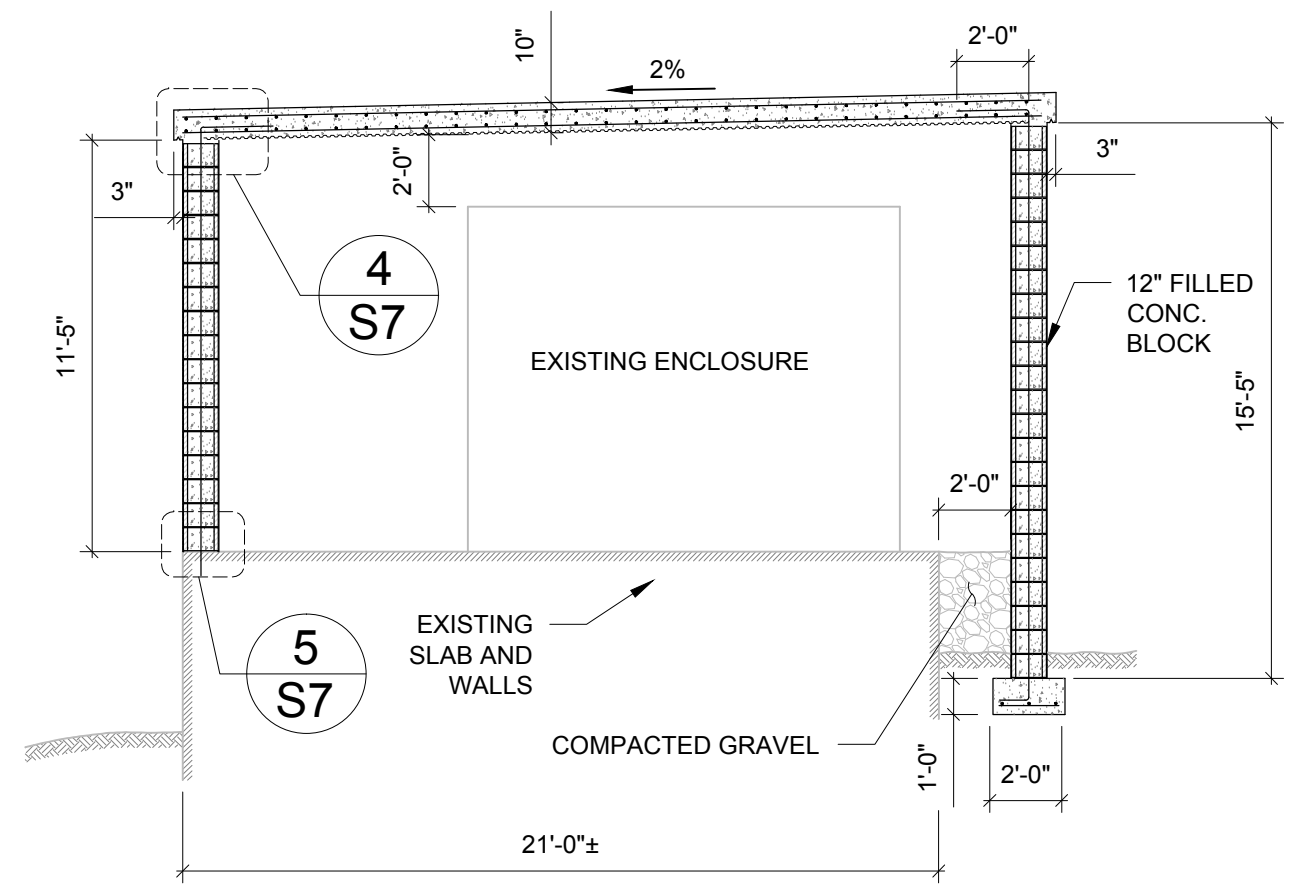 10"
2%
2'-0"
3"
2'-0"
3"
4
S7
12" FILLED
CONC.
BLOCK
11'-5"
EXISTING ENCLOSURE
15'-5"
2'-0"
EXISTING
SLAB AND
WALLS
5
S7
COMPACTED GRAVEL
1'-0"
2'-0"
21'-0"±